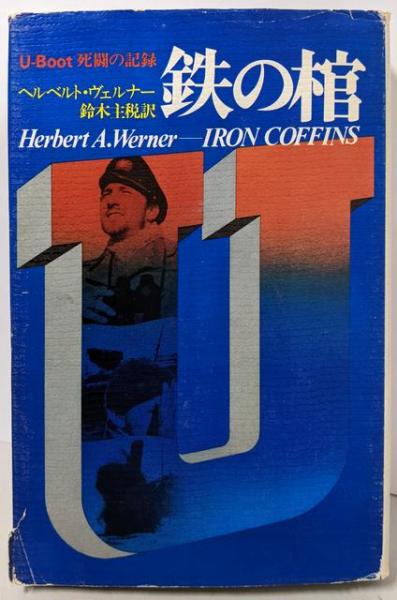 U-Boot 死闘の記録
鉄の棺
ヘルベルト・ヴェルナー
鈴木主税訳
Herbert A.Werner—IRON COFFINS
U